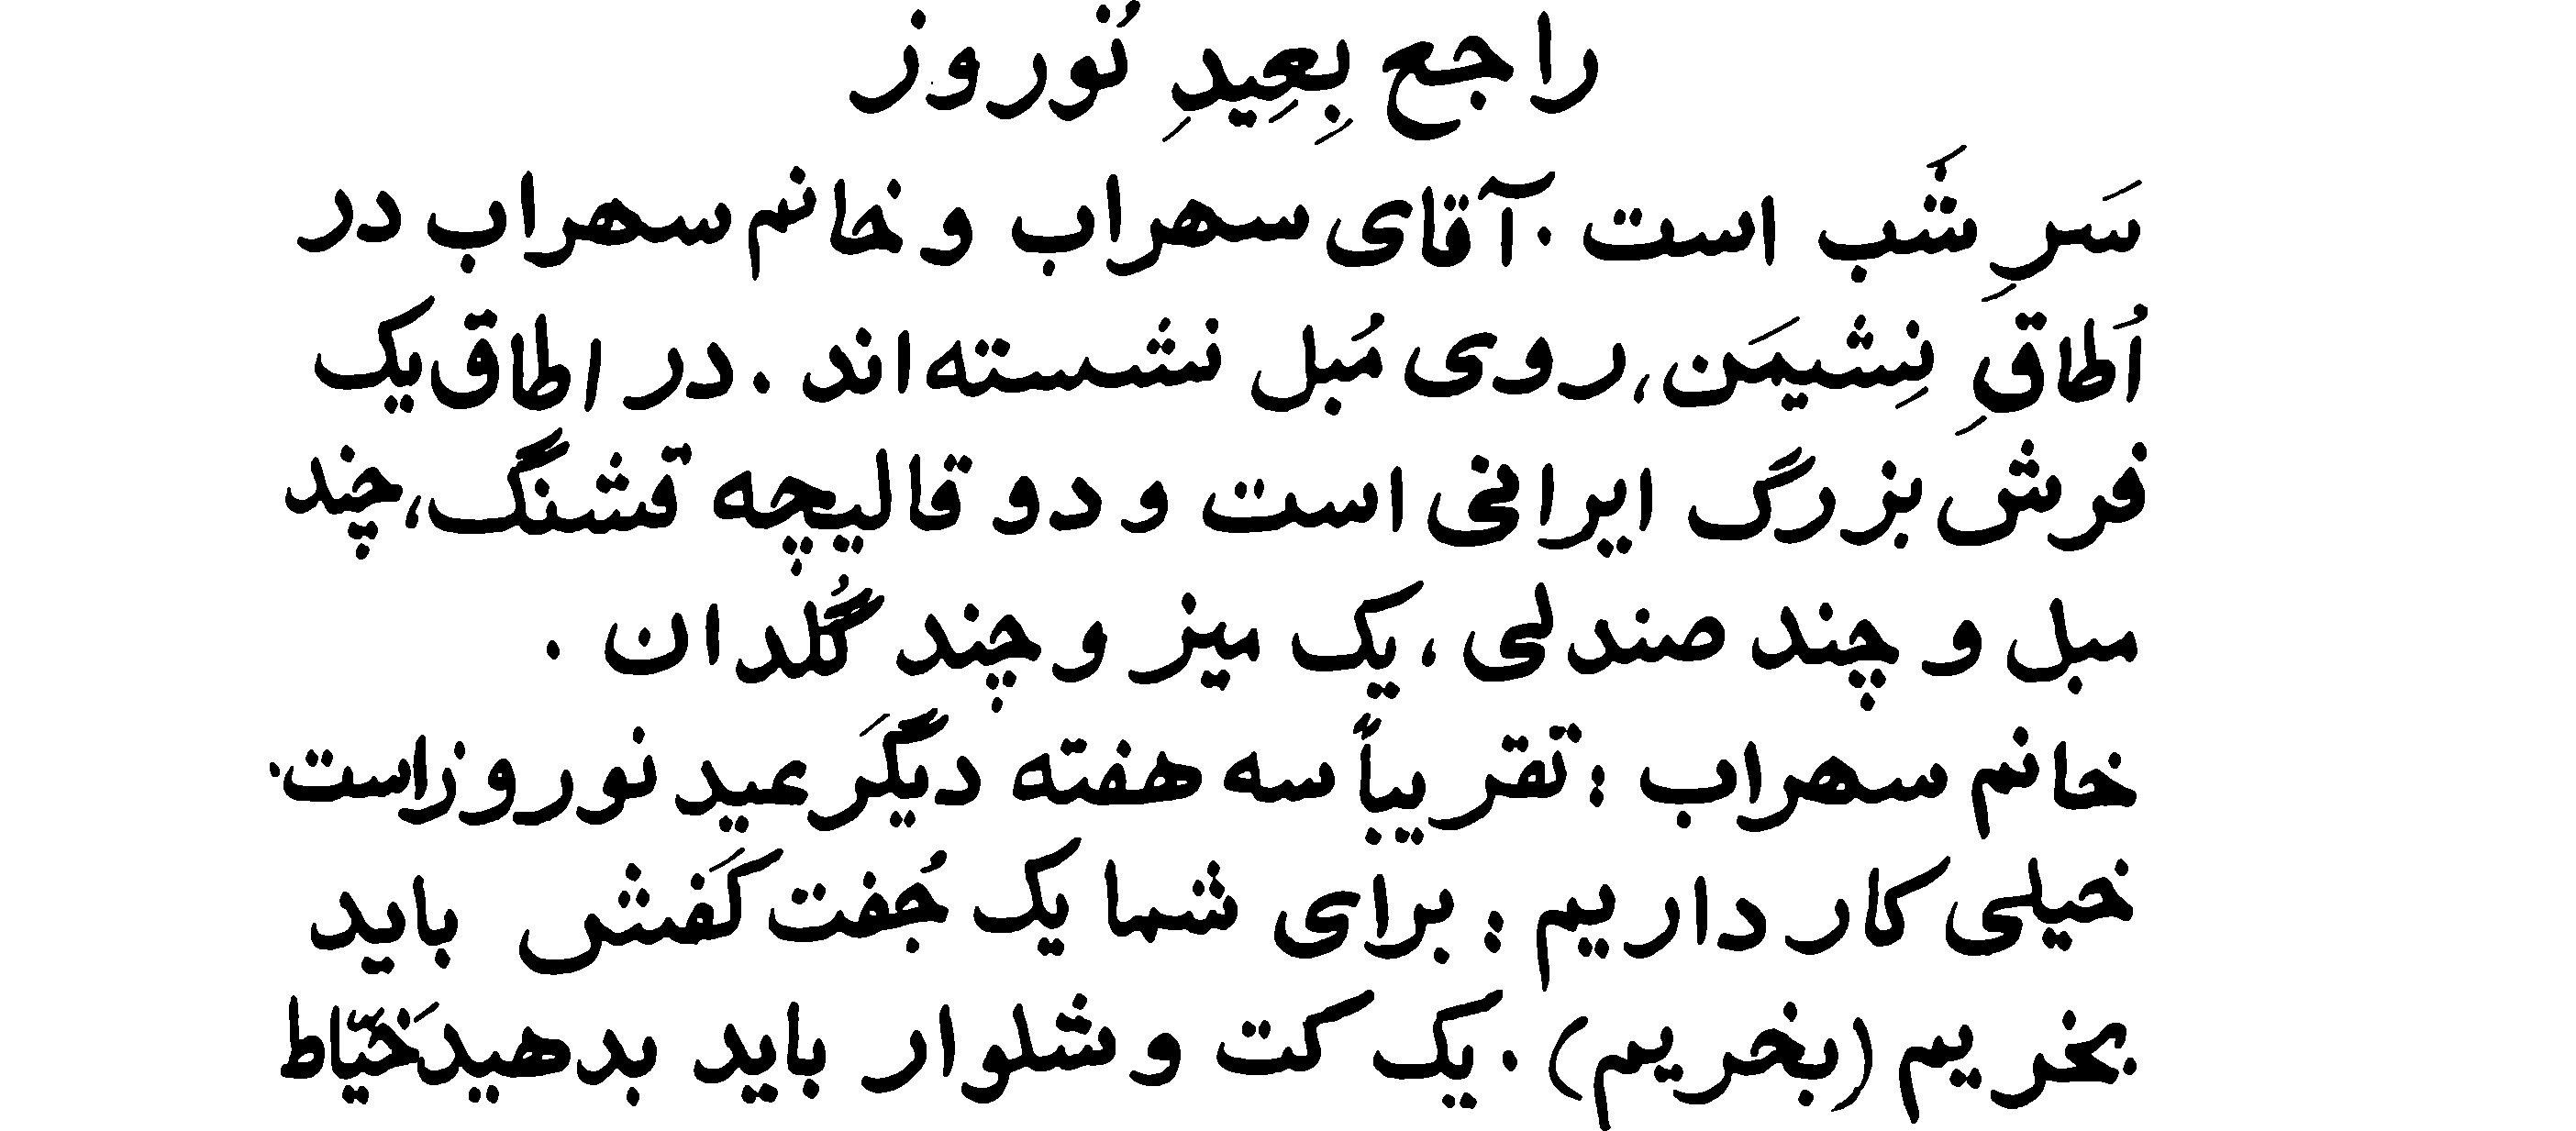 راجع بِعِیدِ نُوروز
سَرِ شَب است . آقای سهراب و خانم سهراب در
اُطاقِ نِشیمَن، روی مُبل نشسته‌اند . در اطاق یک
فرش بزرگ ایرانی است و دو قالیچه قشنگ، چند
مبل و چند صندلی، یک میز و چند گُلدان .
خانم سهراب : تقریباً سه هفته دیگَر عید نوروز است .
خیلی کار داریم : برای شما یک جُفت کَفش باید
بخریم (بخریم) . یک کت و شلوار باید بدهید خَیّاط